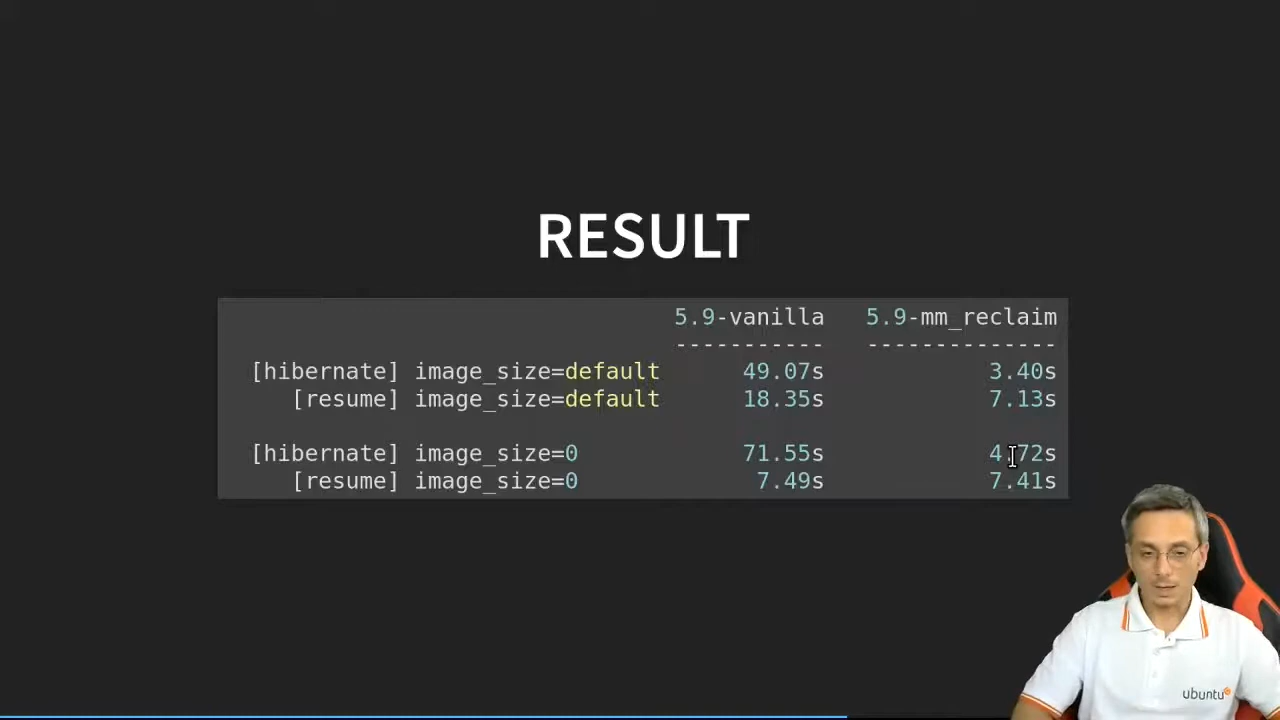 RESULT
5.9-vanilla 5.9-mm_reclaim
----------- --------------
[hibernate] image_size=default 49.07s 3.40s
[resume] image_size=default 18.35s 7.13s
[hibernate] image_size=0 71.55s 4.72s
[resume] image_size=0 7.49s 7.41s
ubuntu